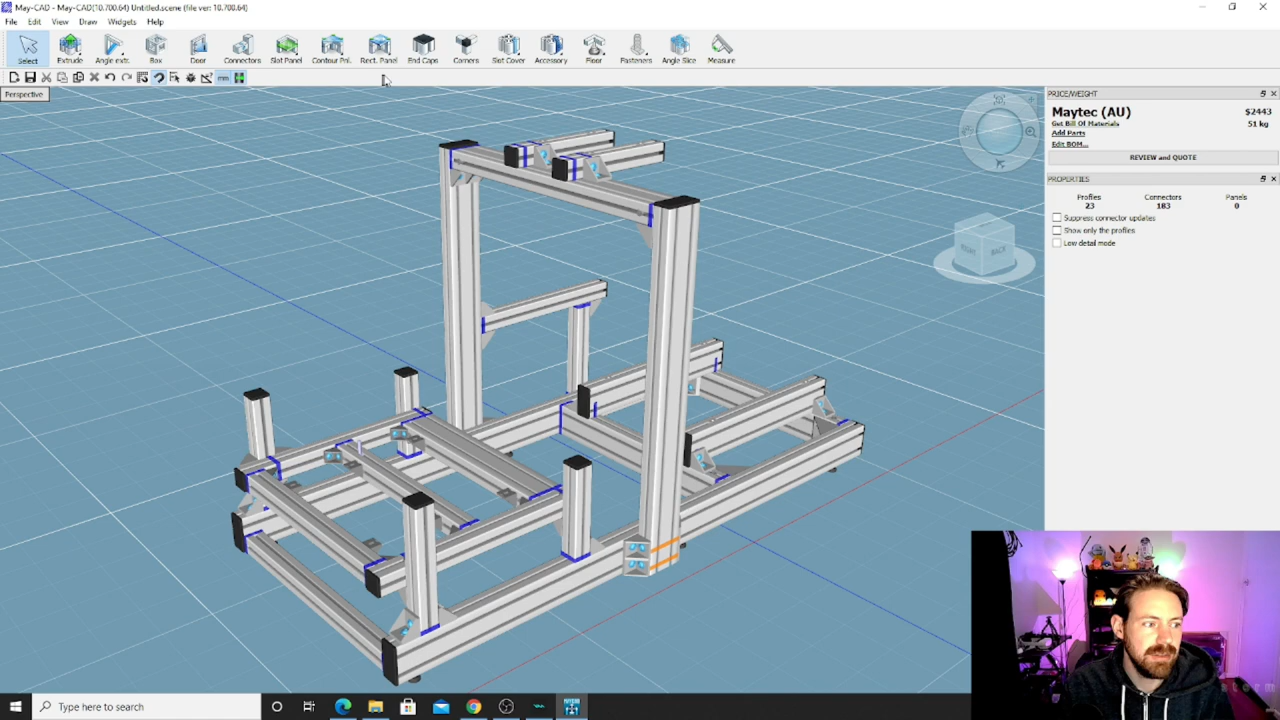 May-CAD - May-CAD(10.700.64) Untitled.scene (file ver: 10.700.64)
File Edit View Draw Widgets Help
Select Extrude Angle extr. Box Door Connectors Slot Panel Contour Pnl. Rect. Panel End Caps Corners Slot Cover Accessory Floor Fasteners Angle Slice Measure
mm
Perspective
PRICE/WEIGHT
Maytec (AU) $2443
Get Bill Of Materials 51 kg
Add Parts
Edit BOM...
REVIEW and QUOTE
PROPERTIES
Profiles Connectors Panels
23 183 0
Suppress connector updates
Show only the profiles
Low detail mode
RIGHT BACK
Type here to search